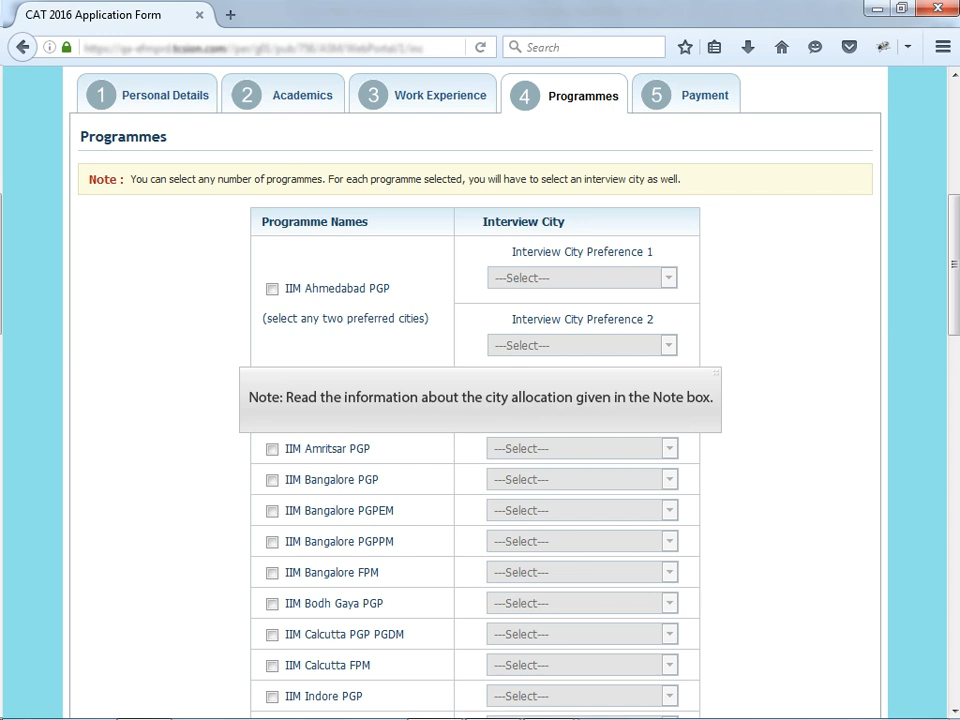 CAT 2016 Application Form
Search
1 Personal Details
2 Academics
3 Work Experience
4 Programmes
5 Payment
Programmes
Note : You can select any number of programmes. For each programme selected, you will have to select an interview city as well.
Programme Names Interview City
Interview City Preference 1
---Select---
IIM Ahmedabad PGP
(select any two preferred cities)
Interview City Preference 2
---Select---
Note: Read the information about the city allocation given in the Note box.
IIM Amritsar PGP ---Select---
IIM Bangalore PGP ---Select---
IIM Bangalore PGPEM ---Select---
IIM Bangalore PGPPM ---Select---
IIM Bangalore FPM ---Select---
IIM Bodh Gaya PGP ---Select---
IIM Calcutta PGP PGDM ---Select---
IIM Calcutta FPM ---Select---
IIM Indore PGP ---Select---